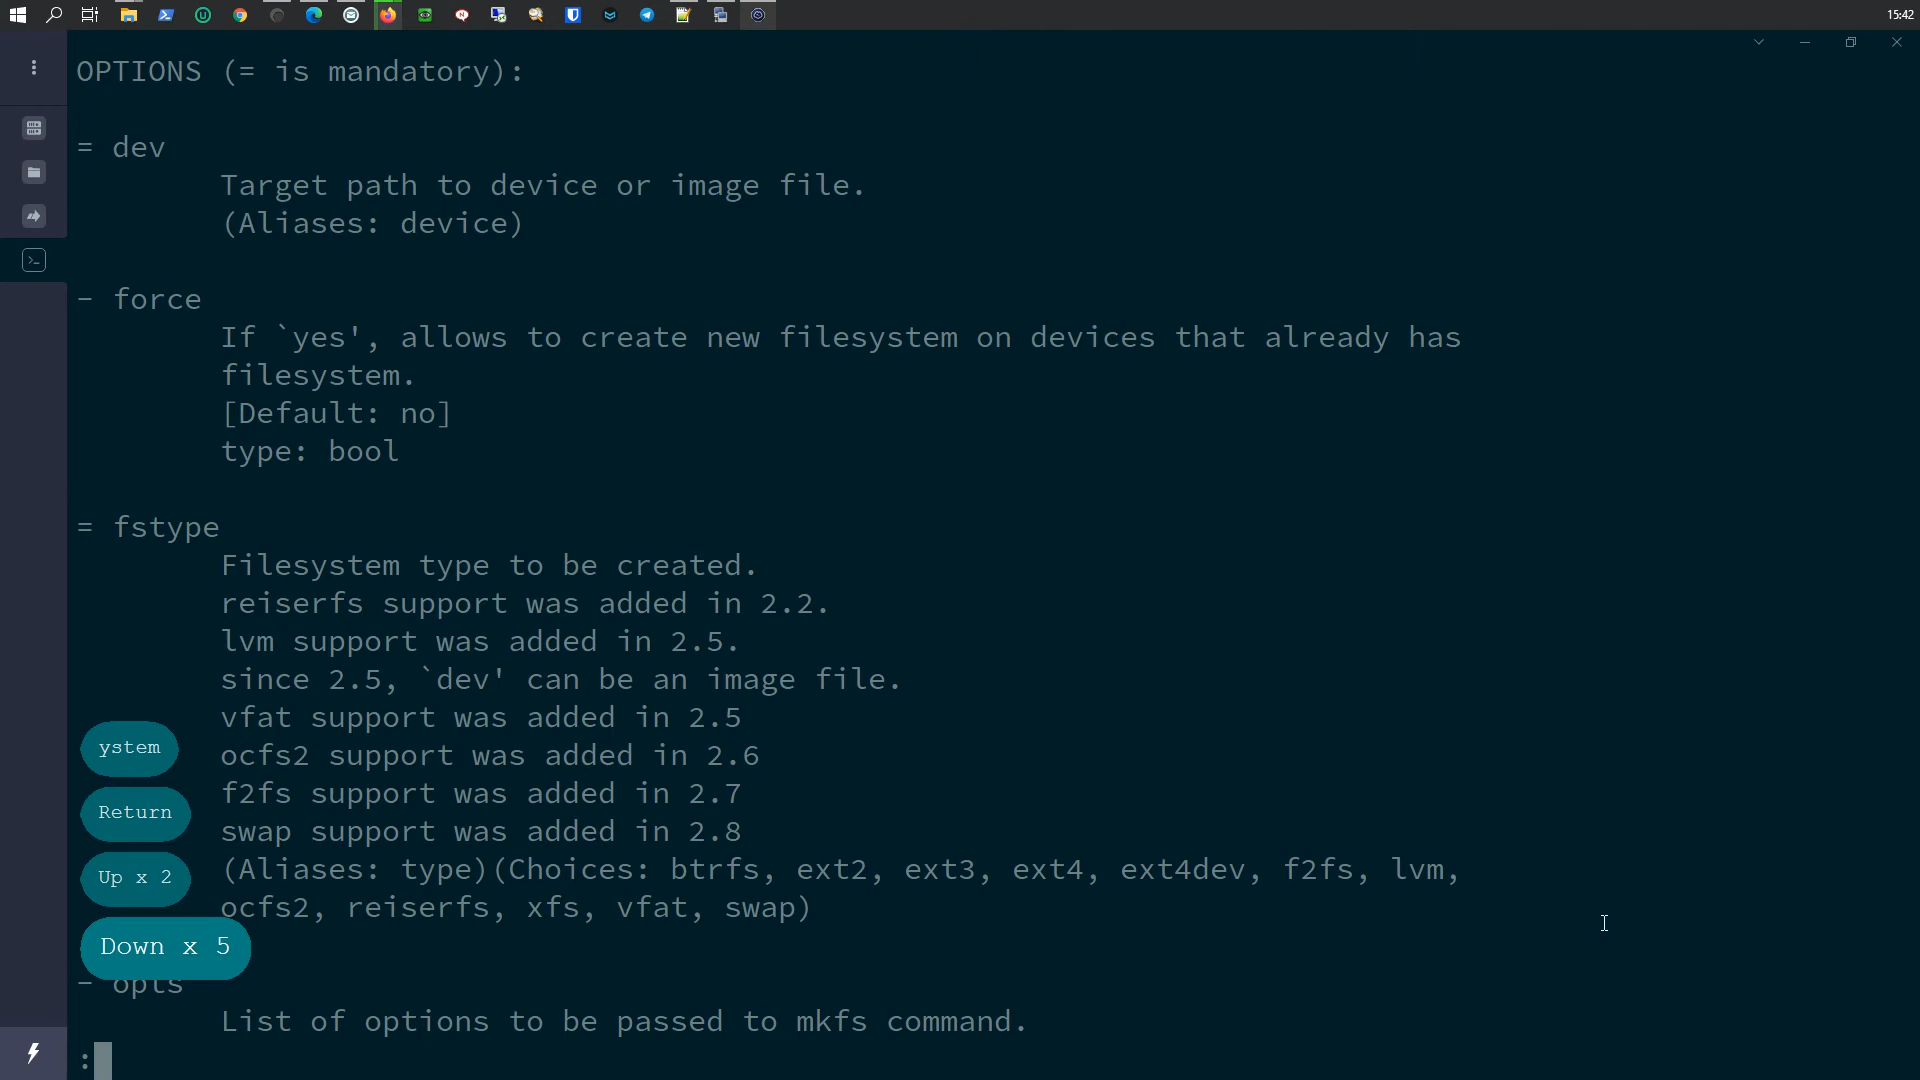 15:42
OPTIONS (= is mandatory):
= dev
Target path to device or image file.
(Aliases: device)
- force
If `yes', allows to create new filesystem on devices that already has
filesystem.
[Default: no]
type: bool
= fstype
Filesystem type to be created.
reiserfs support was added in 2.2.
lvm support was added in 2.5.
since 2.5, `dev' can be an image file.
vfat support was added in 2.5
ocfs2 support was added in 2.6
f2fs support was added in 2.7
swap support was added in 2.8
(Aliases: type)(Choices: btrfs, ext2, ext3, ext4, ext4dev, f2fs, lvm,
ocfs2, reiserfs, xfs, vfat, swap)
- opts
List of options to be passed to mkfs command.
:
ystem
Return
Up x 2
Down x 5